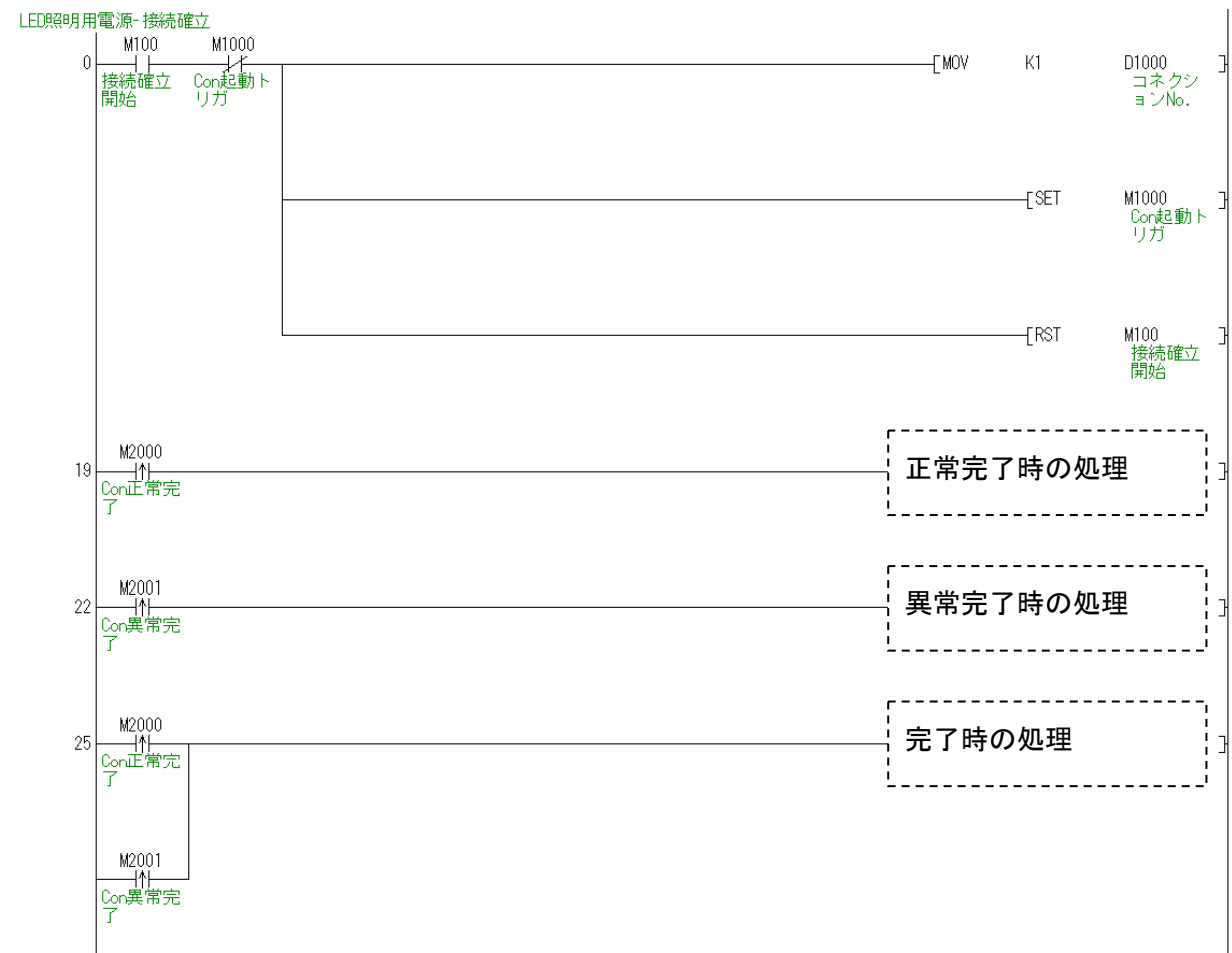 LED照明用電源-接続確立
M100 M1000
0 [MOV K1 D1000 ]
接続確立
開始
Con起動ト
リガ
コネクシ
ョンNo.
[SET M1000 ]
Con起動ト
リガ
[RST M100 ]
接続確立
開始
M2000
19 正常完了時の処理 ]
Con正常完
了
M2001
22 異常完了時の処理 ]
Con異常完
了
M2000
25 完了時の処理 ]
Con正常完
了
M2001
Con異常完
了